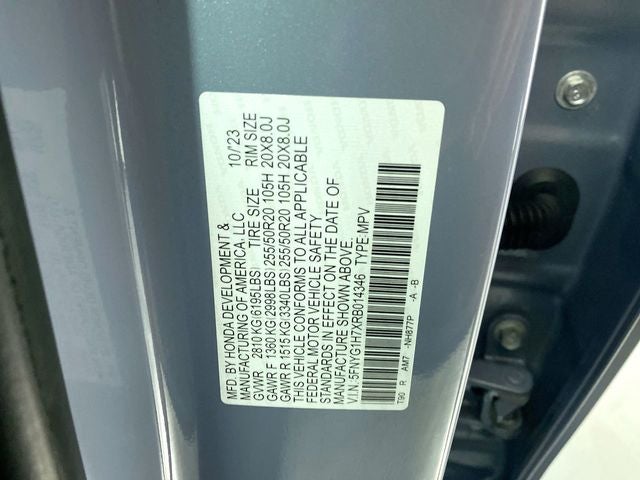 MFD. BY HONDA DEVELOPMENT &
MANUFACTURING OF AMERICA, LLC 10/'23
GVWR 2810 KG(6195LBS) TIRE SIZE RIM SIZE
GAWR F 1360 KG(2998LBS)255/50R20 105H 20X8.0J
GAWR R 1515 KG(3340LBS)255/50R20 105H 20X8.0J
THIS VEHICLE CONFORMS TO ALL APPLICABLE
FEDERAL MOTOR VEHICLE SAFETY
STANDARDS IN EFFECT ON THE DATE OF
MANUFACTURE SHOWN ABOVE.
V.I.N. 5FNYG1H7XRB014346 TYPE:MPV
T90 R AM7 -NH877P -A -B